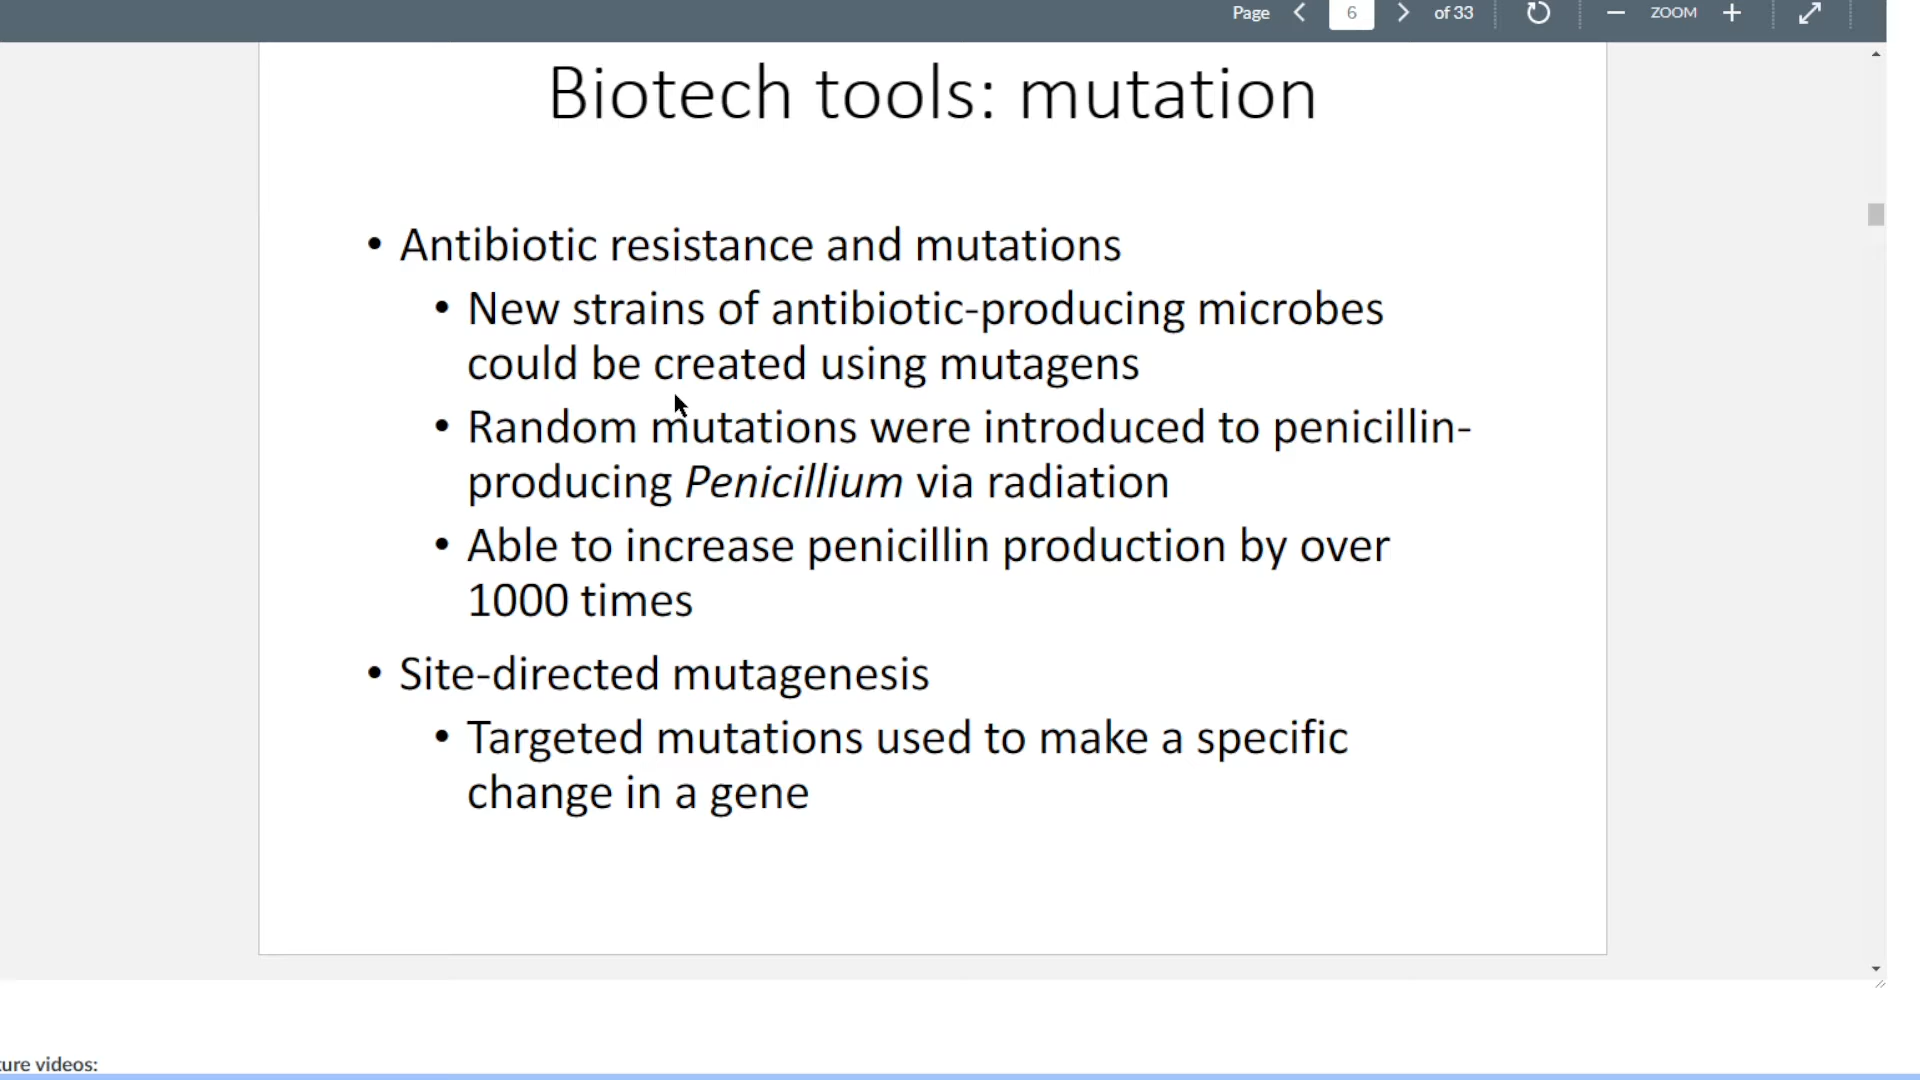 Page 6 of 33 ZOOM
Biotech tools: mutation
• Antibiotic resistance and mutations
• New strains of antibiotic-producing microbes
could be created using mutagens
• Random mutations were introduced to penicillin-
producing Penicillium via radiation
• Able to increase penicillin production by over
1000 times
• Site-directed mutagenesis
• Targeted mutations used to make a specific
change in a gene
ture videos: